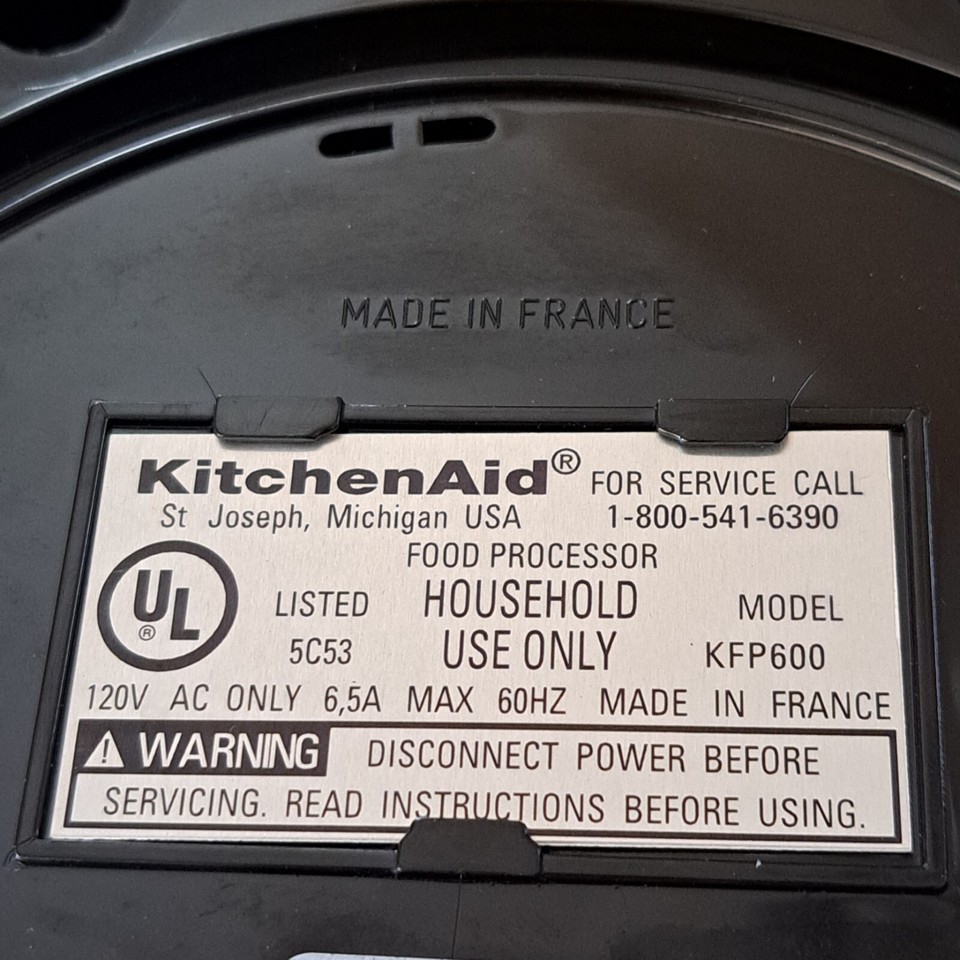 MADE IN FRANCE
KitchenAid® FOR SERVICE CALL
St Joseph, Michigan USA 1-800-541-6390
FOOD PROCESSOR
UL® LISTED HOUSEHOLD MODEL
5C53 USE ONLY KFP600
120V AC ONLY 6,5A MAX 60HZ MADE IN FRANCE
⚠ WARNING DISCONNECT POWER BEFORE
SERVICING. READ INSTRUCTIONS BEFORE USING.